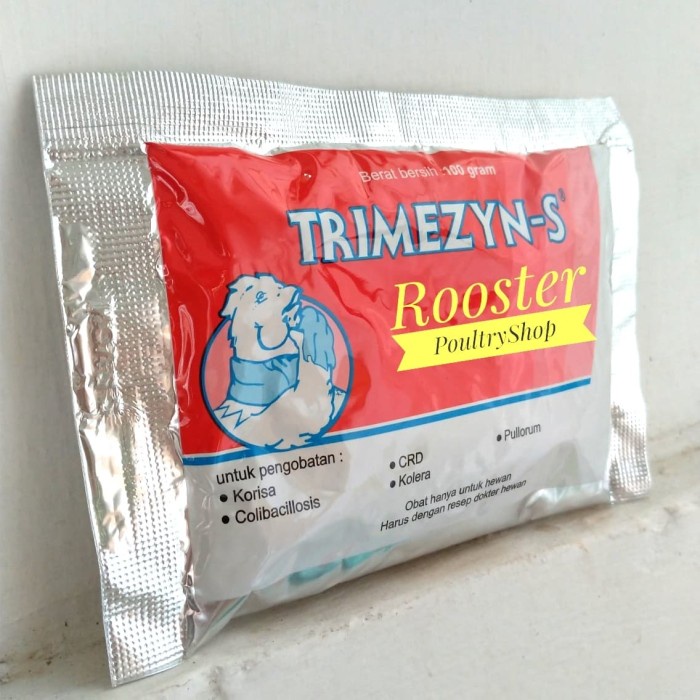 Berat bersih :100 gram
TRIMEZYN-S®
Rooster
PoultryShop
untuk pengobatan :
• Korisa
• Colibacillosis
• CRD
• Kolera
• Pullorum
Obat hanya untuk hewan
Harus dengan resep dokter hewan